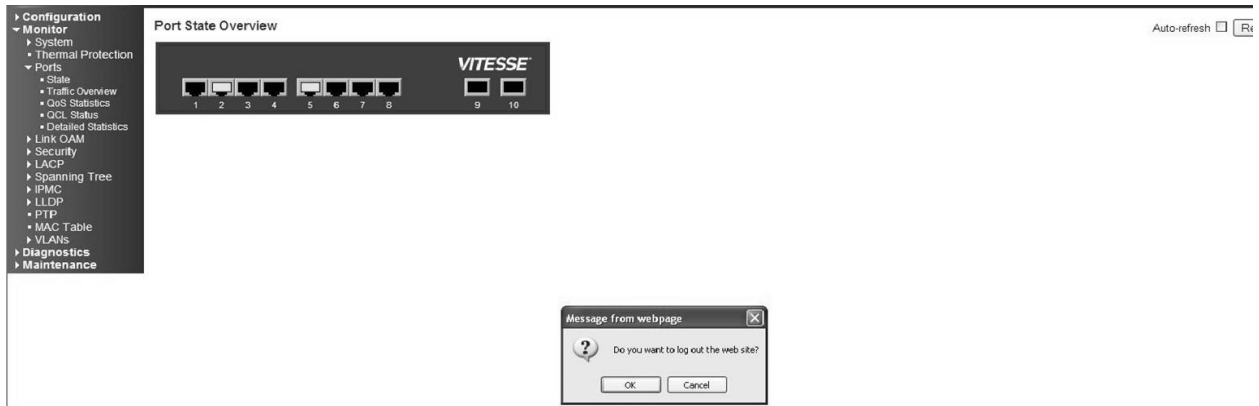 Configuration
Monitor
System
Thermal Protection
Ports
State
Traffic Overview
QoS Statistics
QCL Status
Detailed Statistics
Link OAM
Security
LACP
Spanning Tree
IPMC
LLDP
PTP
MAC Table
VLANs
Diagnostics
Maintenance
Port State Overview
Auto-refresh
Re
VITESSE
1 2 3 4 5 6 7 8 9 10
Message from webpage
Do you want to log out the web site?
OK Cancel